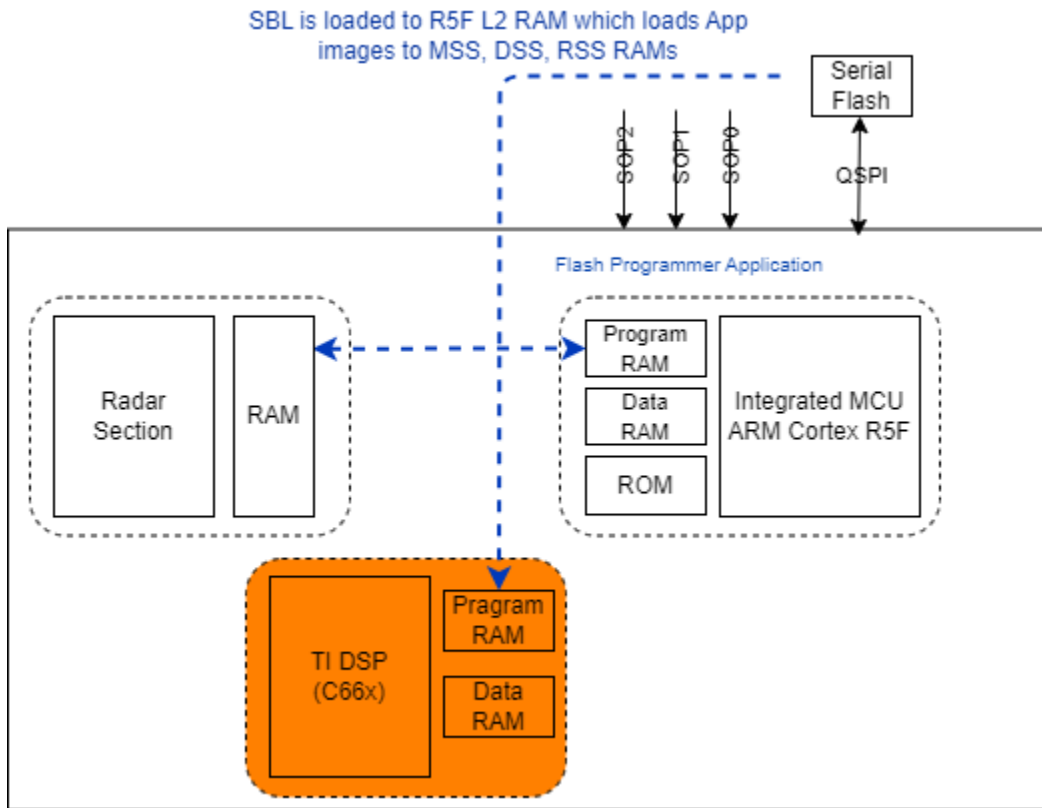 SBL is loaded to R5F L2 RAM which loads App
images to MSS, DSS, RSS RAMs
Serial
Flash
SOP2
SOP1
SOP0
QSPI
Flash Programmer Application
Radar
Section
RAM
Program
RAM
Data
RAM
ROM
Integrated MCU
ARM Cortex R5F
TI DSP
(C66x)
Pragram
RAM
Data
RAM